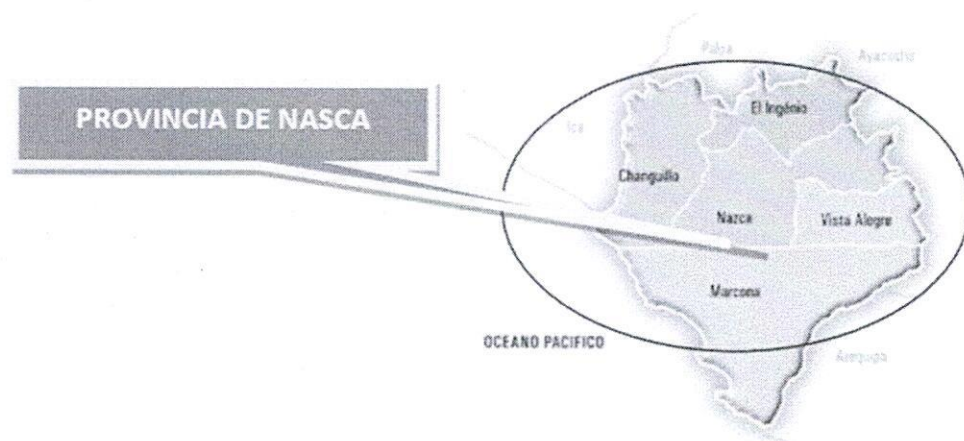 Palpa
Ayacucho
PROVINCIA DE NASCA
El Ingenio
Ica
Changuillo
Nazca
Vista Alegre
Marcona
OCEANO PACIFICO
Arequipa